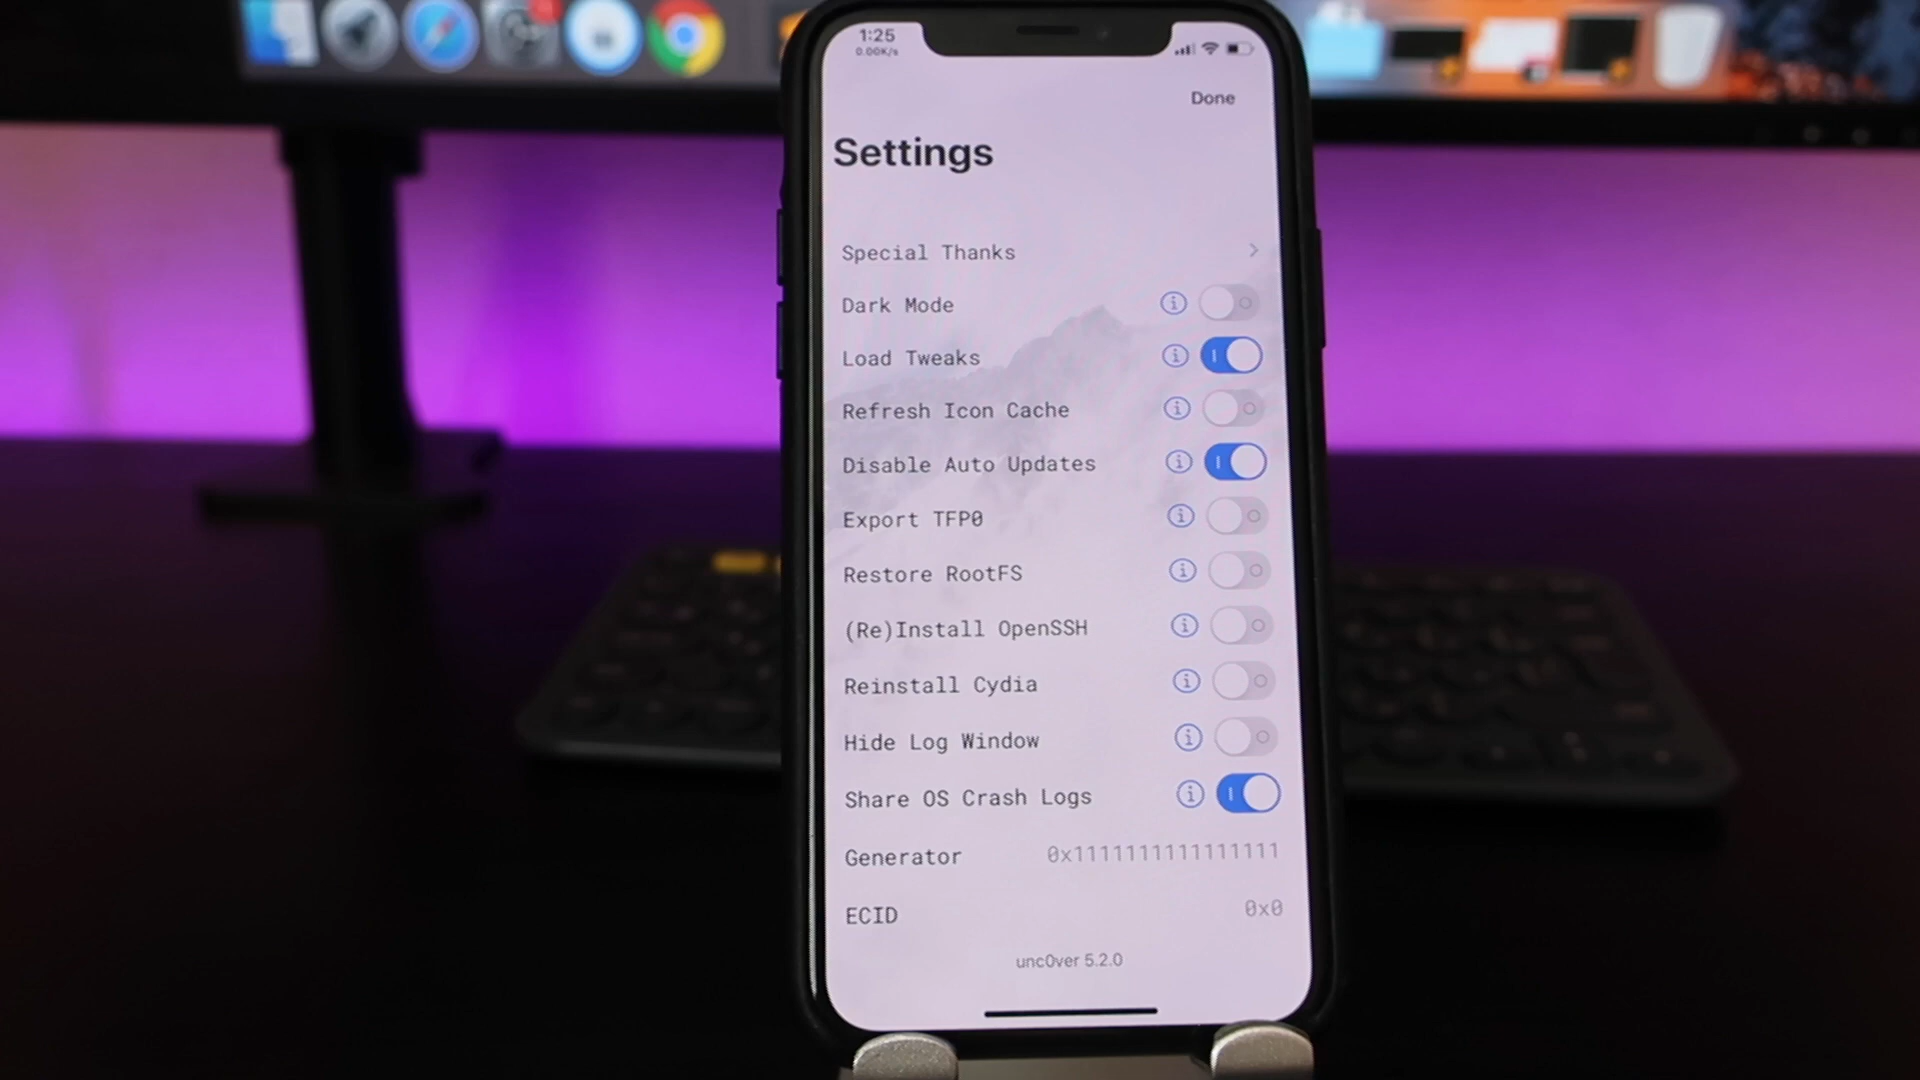 1:25
0.00K/s
Done
Settings
Special Thanks
Dark Mode
Load Tweaks
Refresh Icon Cache
Disable Auto Updates
Export TFP0
Restore RootFS
(Re)Install OpenSSH
Reinstall Cydia
Hide Log Window
Share OS Crash Logs
Generator 0x1111111111111111
ECID 0x0
unc0ver 5.2.0